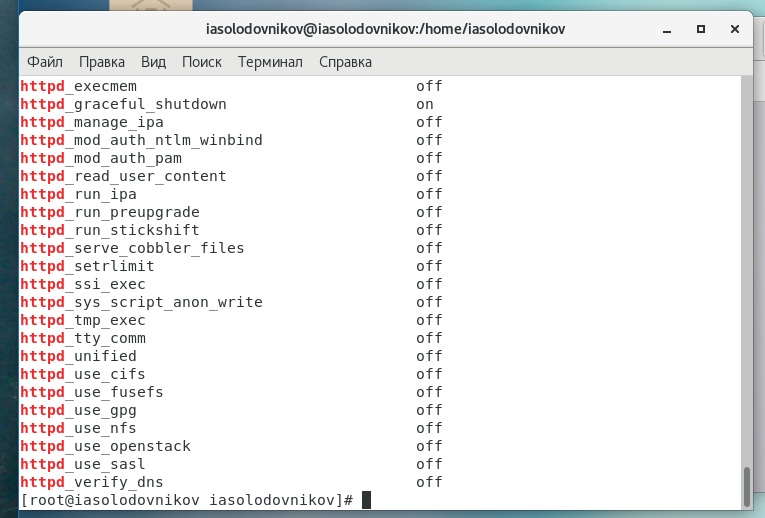 iasolodovnikov@iasolodovnikov:/home/iasolodovnikov
Файл Правка Вид Поиск Терминал Справка
httpd_execmem off
httpd_graceful_shutdown on
httpd_manage_ipa off
httpd_mod_auth_ntlm_winbind off
httpd_mod_auth_pam off
httpd_read_user_content off
httpd_run_ipa off
httpd_run_preupgrade off
httpd_run_stickshift off
httpd_serve_cobbler_files off
httpd_setrlimit off
httpd_ssi_exec off
httpd_sys_script_anon_write off
httpd_tmp_exec off
httpd_tty_comm off
httpd_unified off
httpd_use_cifs off
httpd_use_fusefs off
httpd_use_gpg off
httpd_use_nfs off
httpd_use_openstack off
httpd_use_sasl off
httpd_verify_dns off
[root@iasolodovnikov iasolodovnikov]#